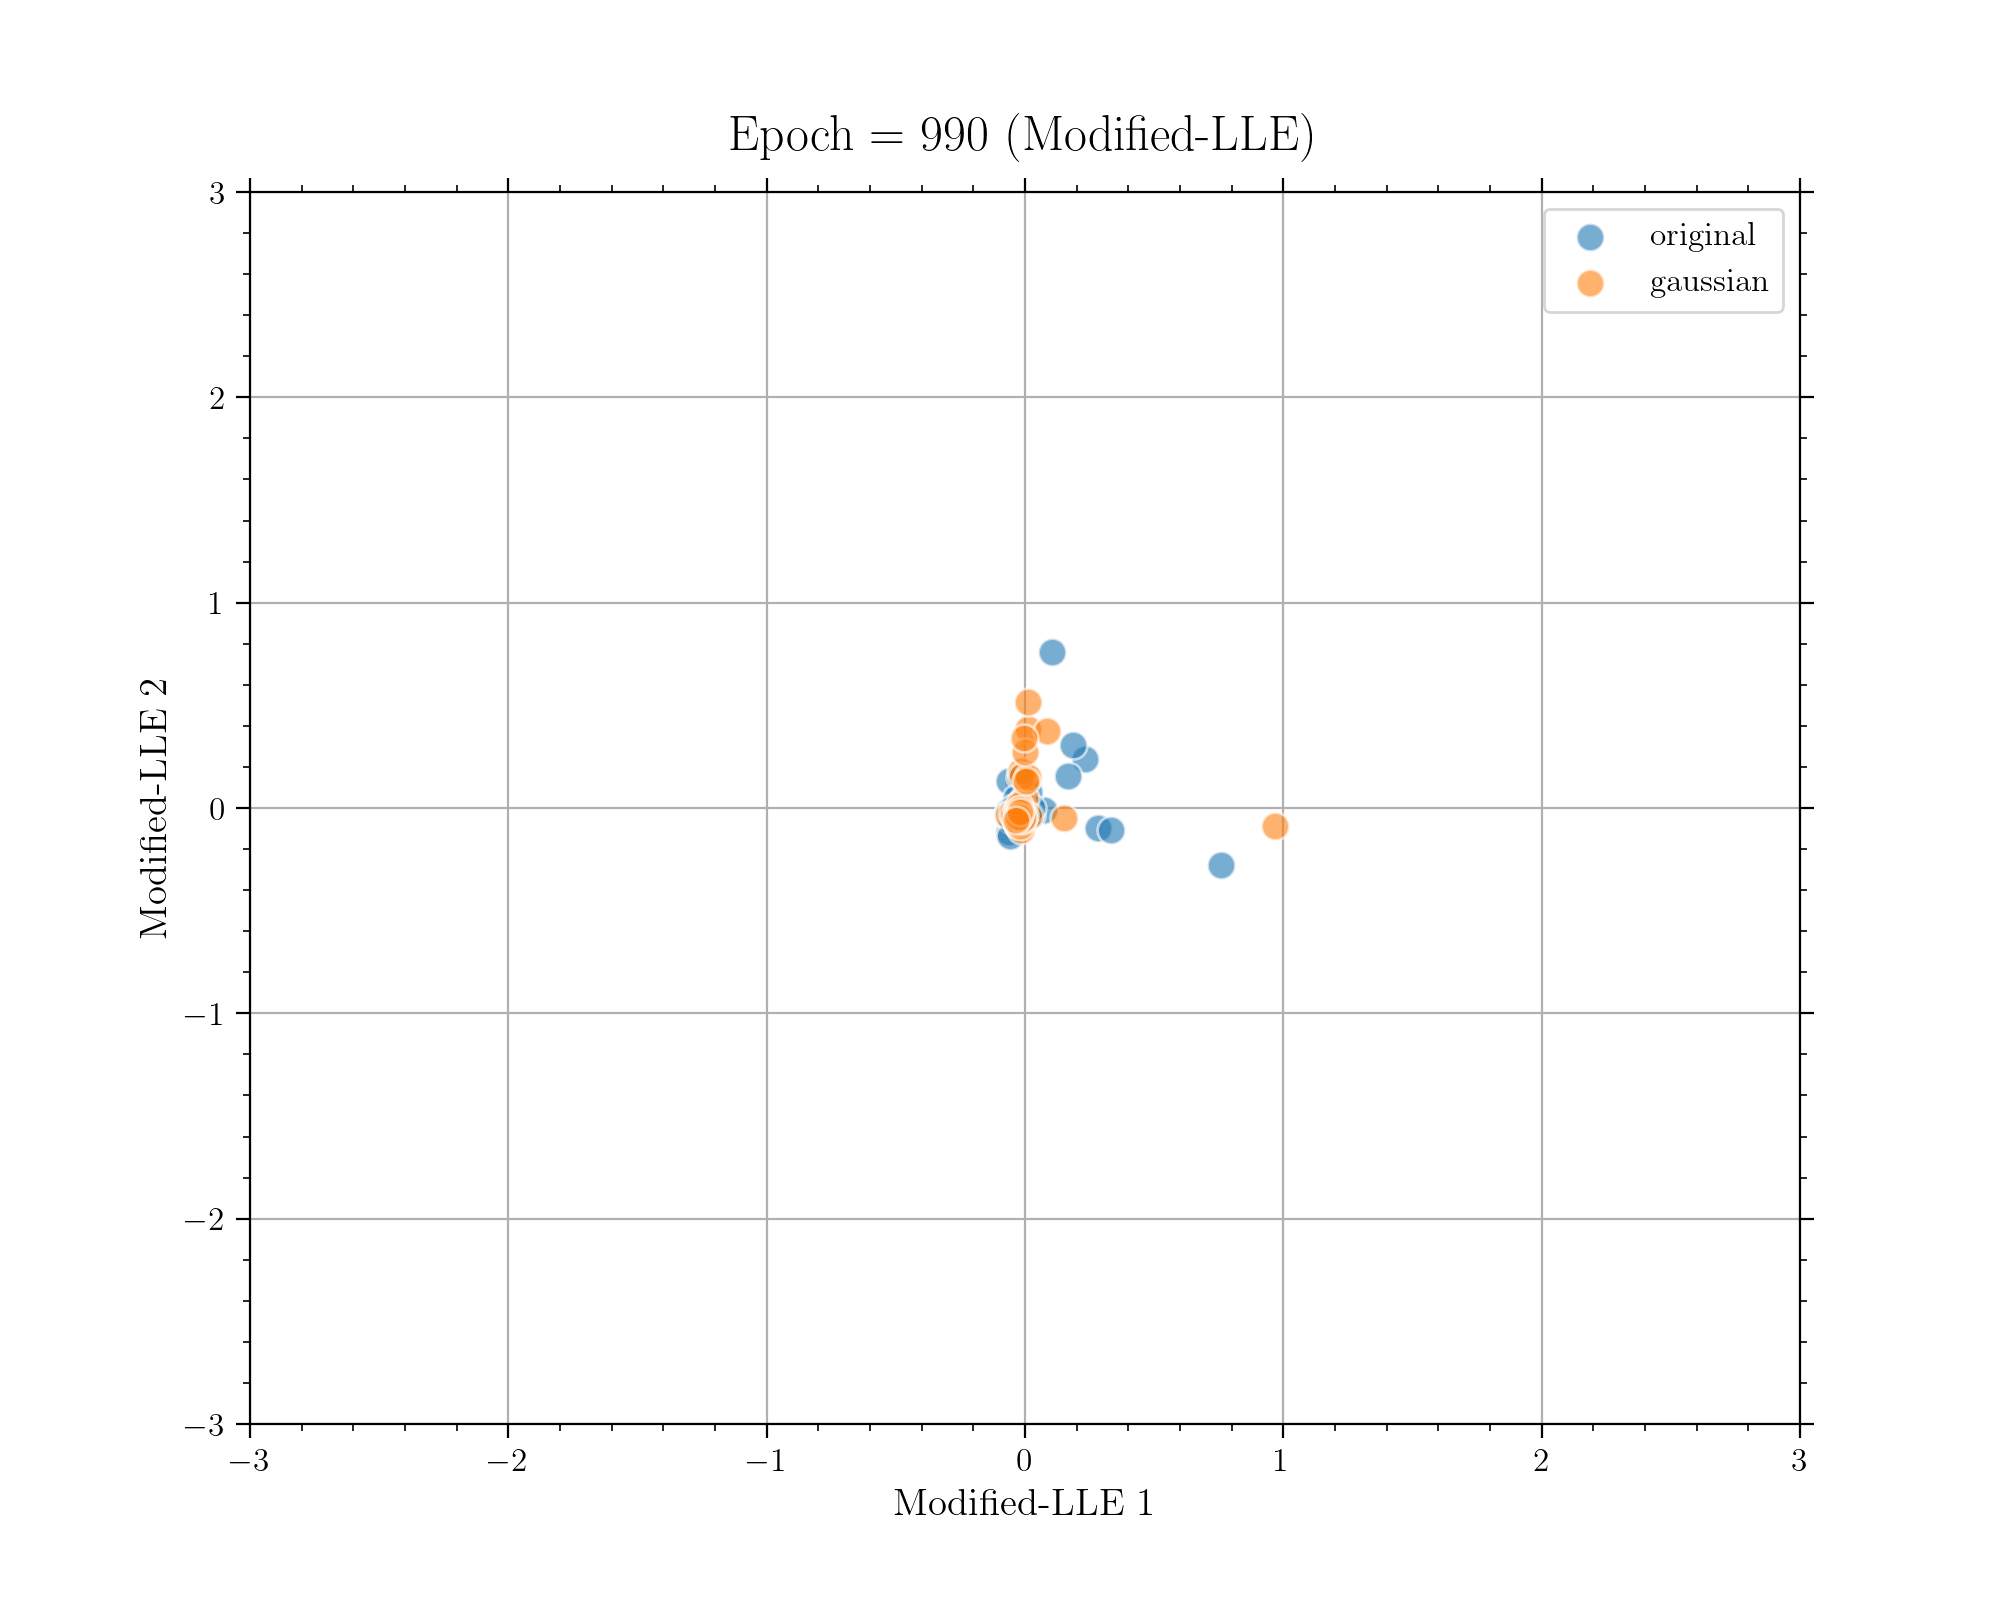 Epoch = 990 (Modified-LLE)
3
2
1
0
−1
−2
−3
Modified-LLE 2
original
gaussian
−3 −2 −1 0 1 2 3
Modified-LLE 1